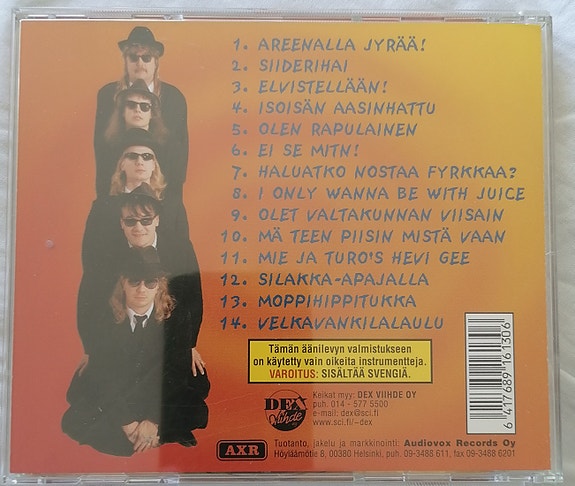 1. AREENALLA JYRÄÄ!
2. SIIDERIHAI
3. ELVISTELLÄÄN!
4. ISOISÄN AASINHATTU
5. OLEN RAPULAINEN
6. EI SE MITN!
7. HALUATKO NOSTAA FYRKKAA?
8. I ONLY WANNA BE WITH JUICE
9. OLET VALTAKUNNAN VIISAIN
10. MÄ TEEN PIISIN MISTÄ VAAN
11. MIE JA TURO'S HEVI GEE
12. SILAKKA-APAJALLA
13. MOPPIHIPPITUKKA
14. VELKAVANKILALAULU
Tämän äänilevyn valmistukseen
on käytetty vain oikeita instrumentteja.
VAROITUS: SISÄLTÄÄ SVENGIÄ.
DEX
Viihde
Keikat myy: DEX VIIHDE OY
puh. 014 - 577 5500
e-mail: dex@sci.fi
www.sci.fi/~dex
AXR
Tuotanto, jakelu ja markkinointi: Audiovox Records Oy
Höyläämötie 8, 00380 Helsinki, puh. 09-3488 611, fax 09-3488 6201
6 417689 161306